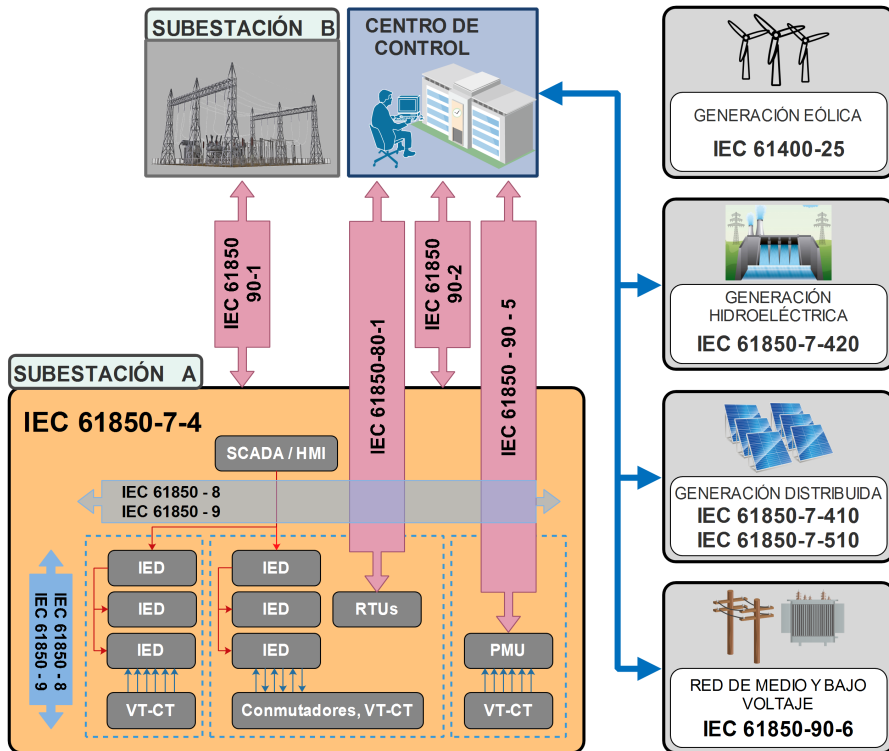 SUBESTACIÓN B
CENTRO DE
CONTROL
GENERACIÓN EÓLICA
IEC 61400-25
IEC 61850
90-1
IEC 61850-80-1
IEC 61850
90-2
IEC 61850 - 90 - 5
GENERACIÓN
HIDROELÉCTRICA
IEC 61850-7-420
SUBESTACIÓN A
IEC 61850-7-4
SCADA / HMI
IEC 61850 - 8
IEC 61850 - 9
GENERACIÓN DISTRIBUIDA
IEC 61850-7-410
IEC 61850-7-510
IEC 61850 - 8
IEC 61850 - 9
IED
IED
IED
VT-CT
IED
IED
IED
Conmutadores, VT-CT
RTUs
PMU
VT-CT
RED DE MEDIO Y BAJO
VOLTAJE
IEC 61850-90-6